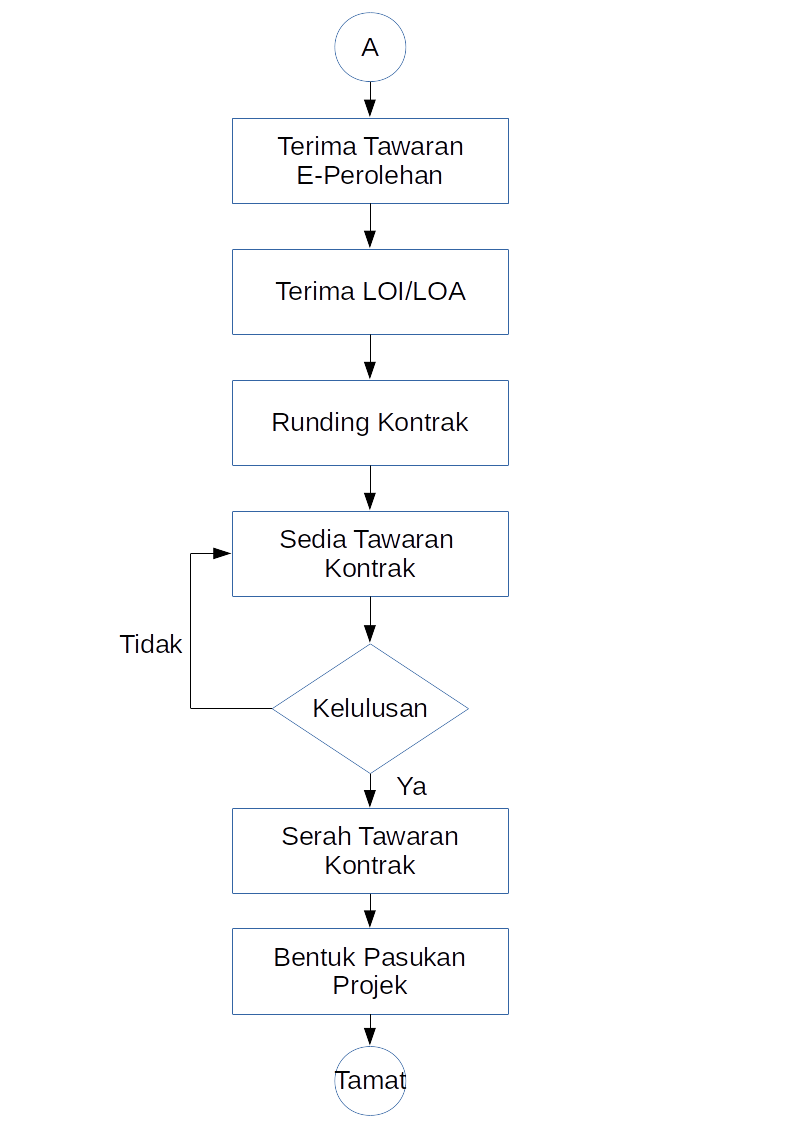 A
Terima Tawaran
E-Perolehan
Terima LOI/LOA
Runding Kontrak
Sedia Tawaran
Kontrak
Tidak
Kelulusan
Ya
Serah Tawaran
Kontrak
Bentuk Pasukan
Projek
Tamat